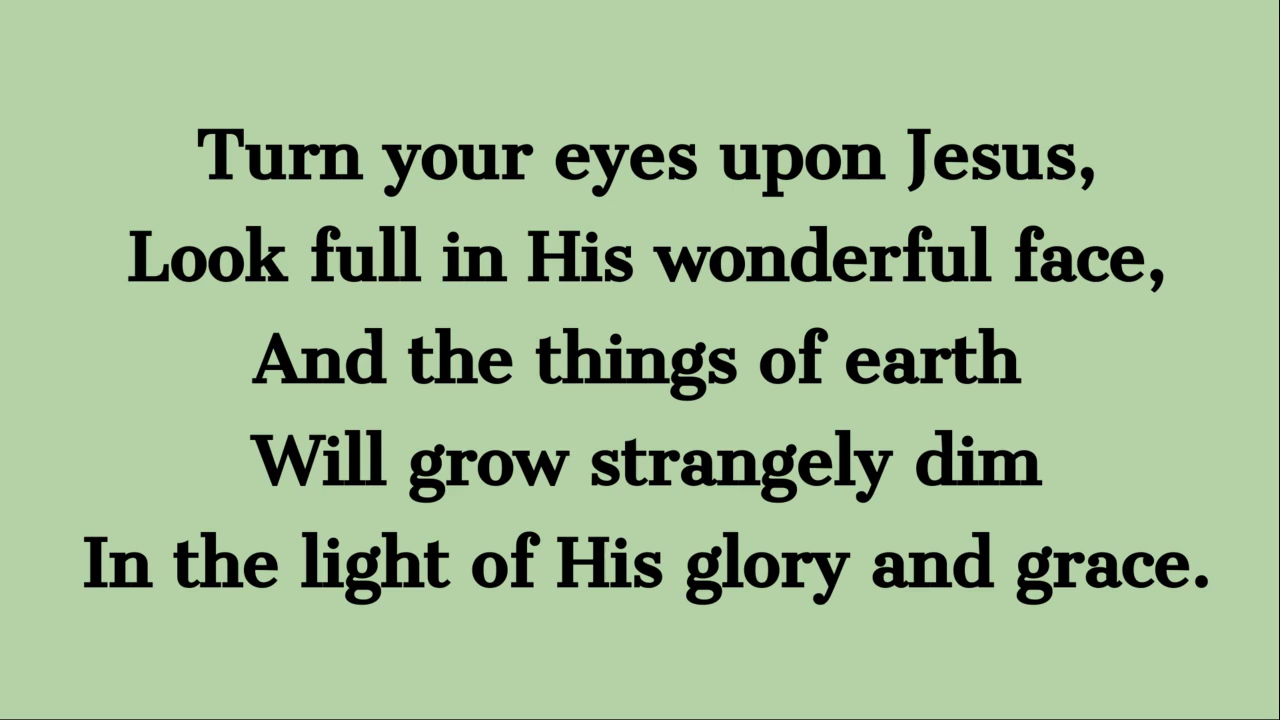 Turn your eyes upon Jesus,
Look full in His wonderful face,
And the things of earth
Will grow strangely dim
In the light of His glory and grace.